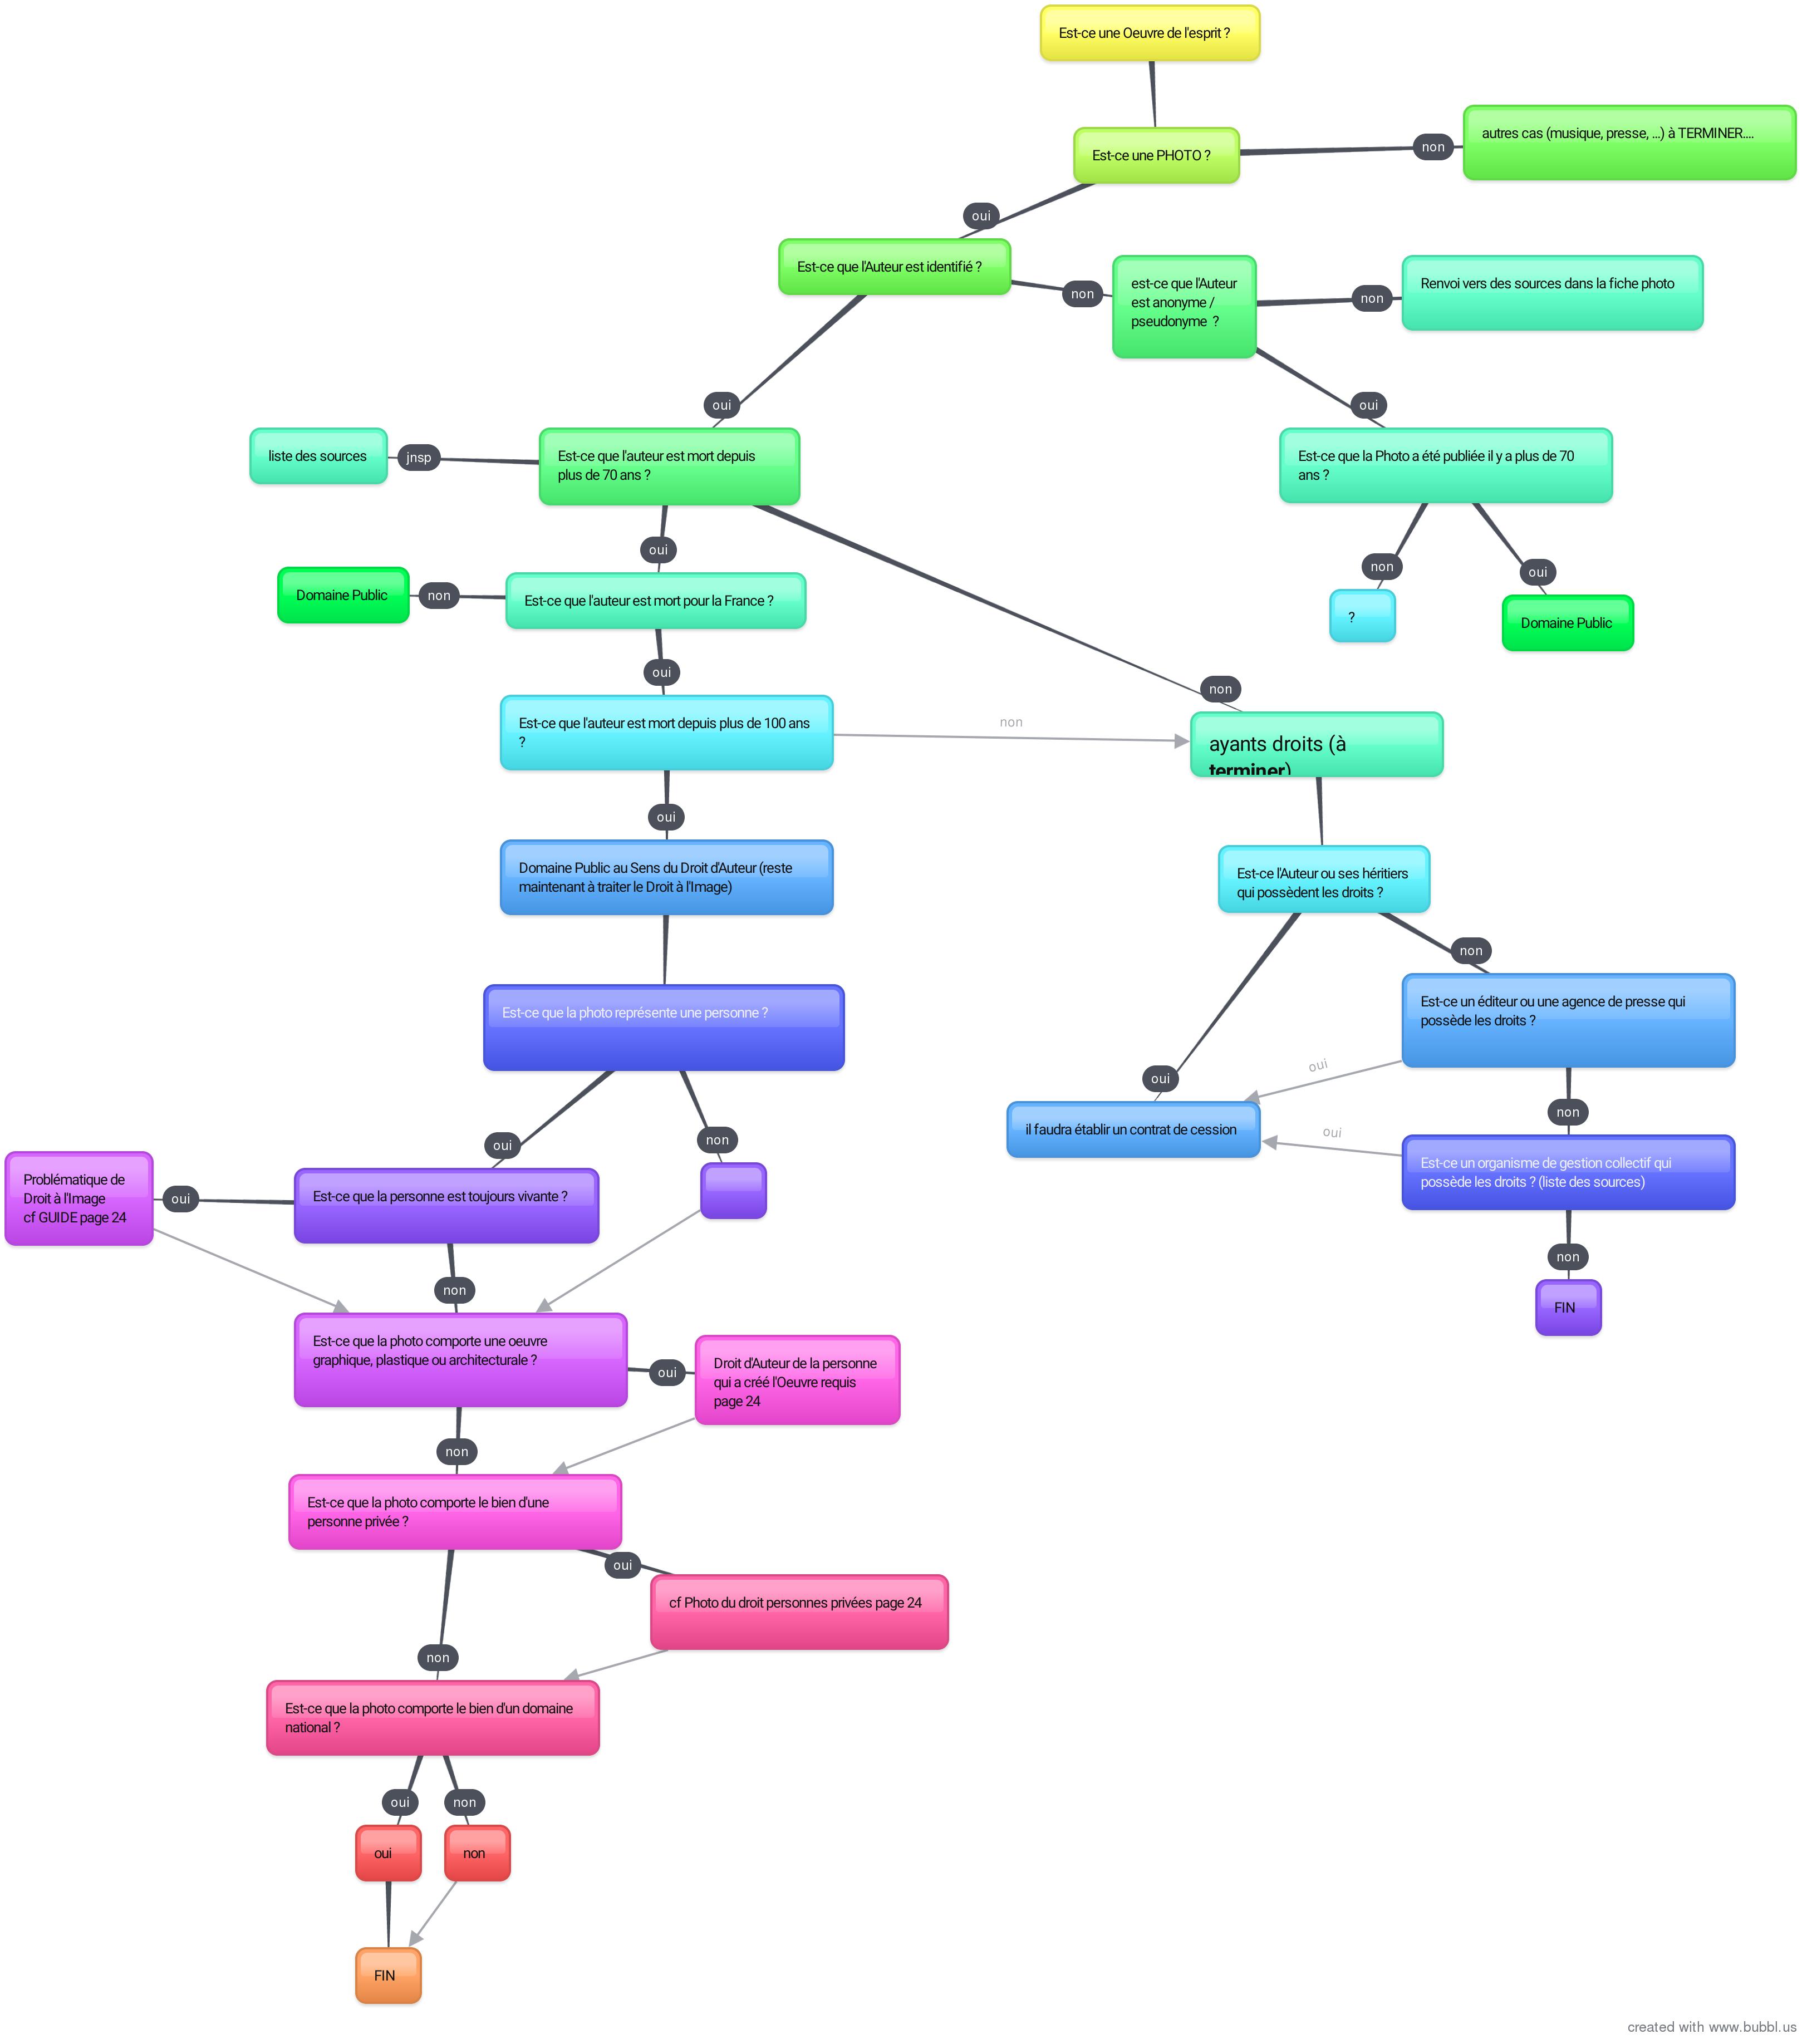 Est-ce une Oeuvre de l'esprit ?
autres cas (musique, presse, ...) à TERMINER....
non
Est-ce une PHOTO ?
oui
Est-ce que l'Auteur est identifié ?
non
est-ce que l'Auteur
est anonyme /
pseudonyme ?
non
Renvoi vers des sources dans la fiche photo
oui
oui
liste des sources
jnsp
Est-ce que l'auteur est mort depuis
plus de 70 ans ?
Est-ce que la Photo a été publiée il y a plus de 70
ans ?
oui
non
oui
Domaine Public
non
Est-ce que l'auteur est mort pour la France ?
?
Domaine Public
oui
non
Est-ce que l'auteur est mort depuis plus de 100 ans
?
non
ayants droits (à
terminer)
oui
Domaine Public au Sens du Droit d'Auteur (reste
maintenant à traiter le Droit à l'Image)
Est-ce l'Auteur ou ses héritiers
qui possèdent les droits ?
non
Est-ce que la photo représente une personne ?
Est-ce un éditeur ou une agence de presse qui
possède les droits ?
oui
oui
non
il faudra établir un contrat de cession
oui
oui
non
Est-ce un organisme de gestion collectif qui
possède les droits ? (liste des sources)
Problématique de
Droit à l'Image
cf GUIDE page 24
oui
Est-ce que la personne est toujours vivante ?
non
non
FIN
Est-ce que la photo comporte une oeuvre
graphique, plastique ou architecturale ?
oui
Droit d'Auteur de la personne
qui a créé l'Oeuvre requis
page 24
non
Est-ce que la photo comporte le bien d'une
personne privée ?
oui
cf Photo du droit personnes privées page 24
non
Est-ce que la photo comporte le bien d'un domaine
national ?
oui
non
oui
non
FIN
created with www.bubbl.us